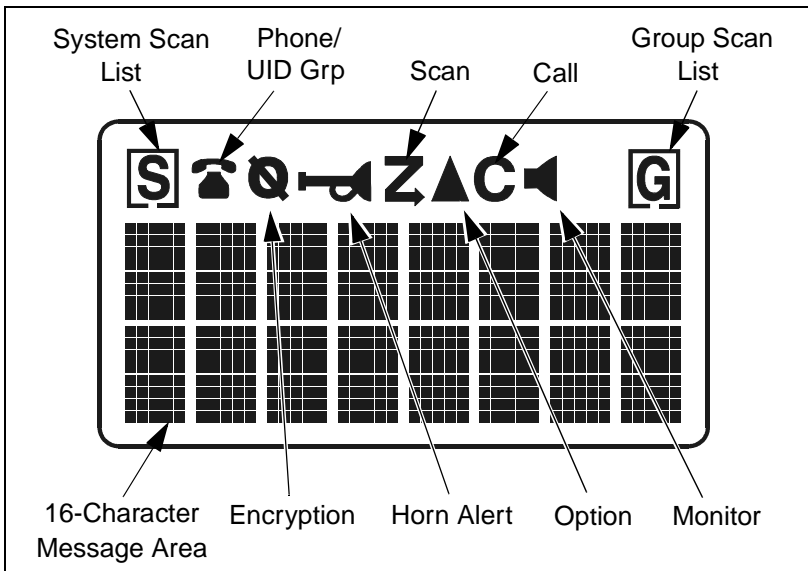 System Scan
List
Phone/
UID Grp
Scan
Call
Group Scan
List
S
Z
C
G
16-Character
Message Area
Encryption
Horn Alert
Option
Monitor